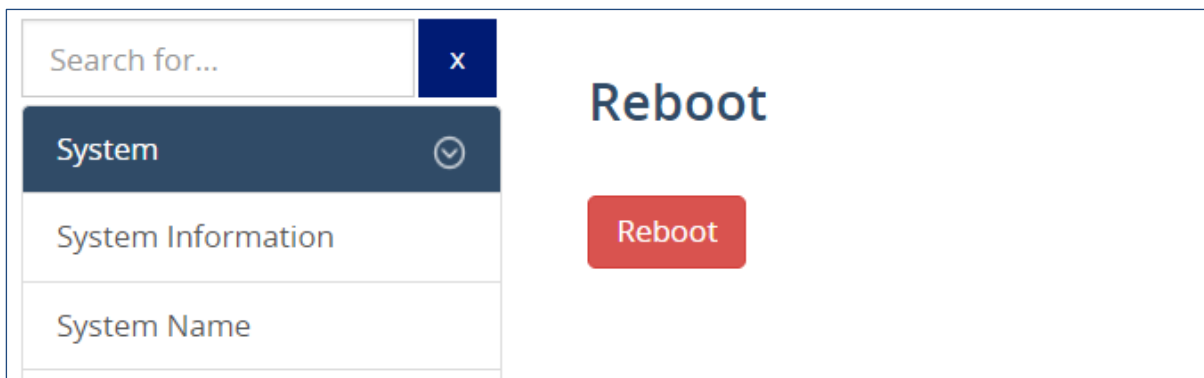 Search for...
x
System
System Information
System Name
Reboot
Reboot